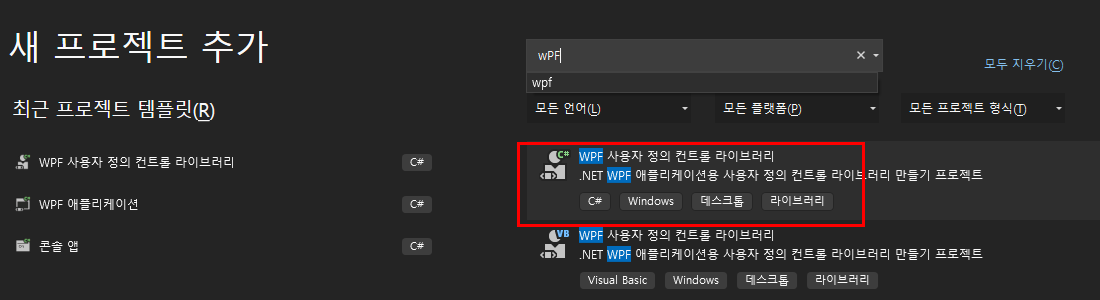 새 프로젝트 추가
wPF
wpf
모두 지우기(C)
최근 프로젝트 템플릿(R)
모든 언어(L)
모든 플랫폼(P)
모든 프로젝트 형식(T)
WPF 사용자 정의 컨트롤 라이브러리
C#
WPF 애플리케이션
C#
콘솔 앱
C#
C#
WPF 사용자 정의 컨트롤 라이브러리
.NET WPF 애플리케이션용 사용자 정의 컨트롤 라이브러리 만들기 프로젝트
C#
Windows
데스크톱
라이브러리
VB
WPF 사용자 정의 컨트롤 라이브러리
.NET WPF 애플리케이션용 사용자 정의 컨트롤 라이브러리 만들기 프로젝트
Visual Basic
Windows
데스크톱
라이브러리